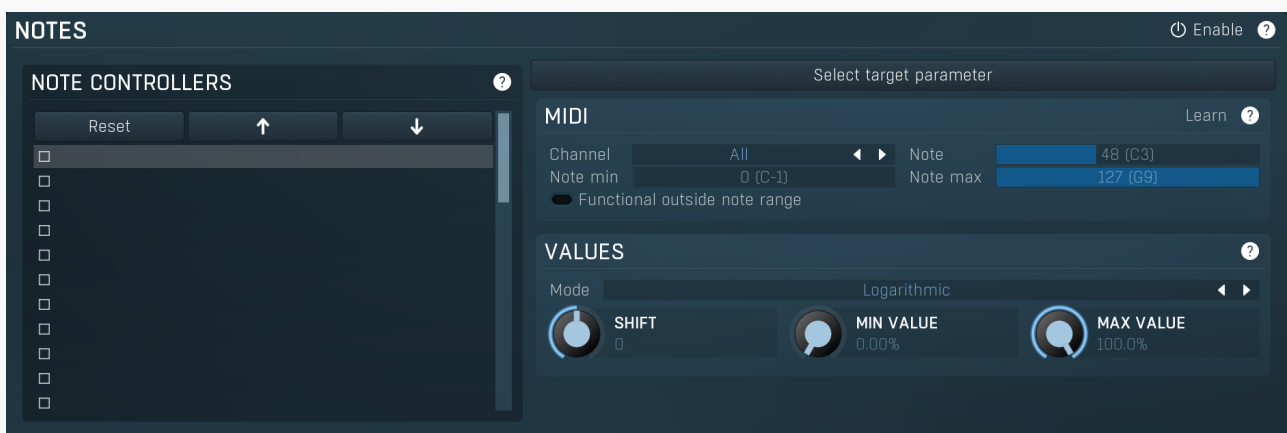 NOTES
Enable ?
NOTE CONTROLLERS ?
Reset
Select target parameter
MIDI
Learn ?
Channel All Note 48 (C3)
Note min 0 (C-1) Note max 127 (G9)
Functional outside note range
VALUES ?
Mode Logarithmic
SHIFT
0
MIN VALUE
0.00%
MAX VALUE
100.0%